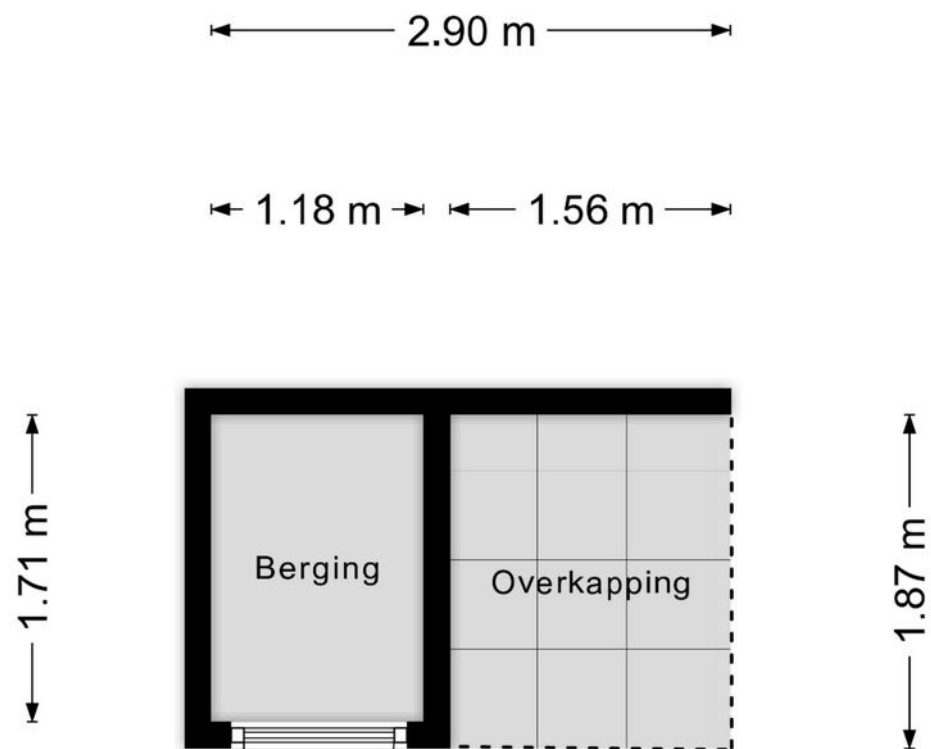 2.90 m
1.18 m
1.56 m
1.71 m
Berging
Overkapping
1.87 m